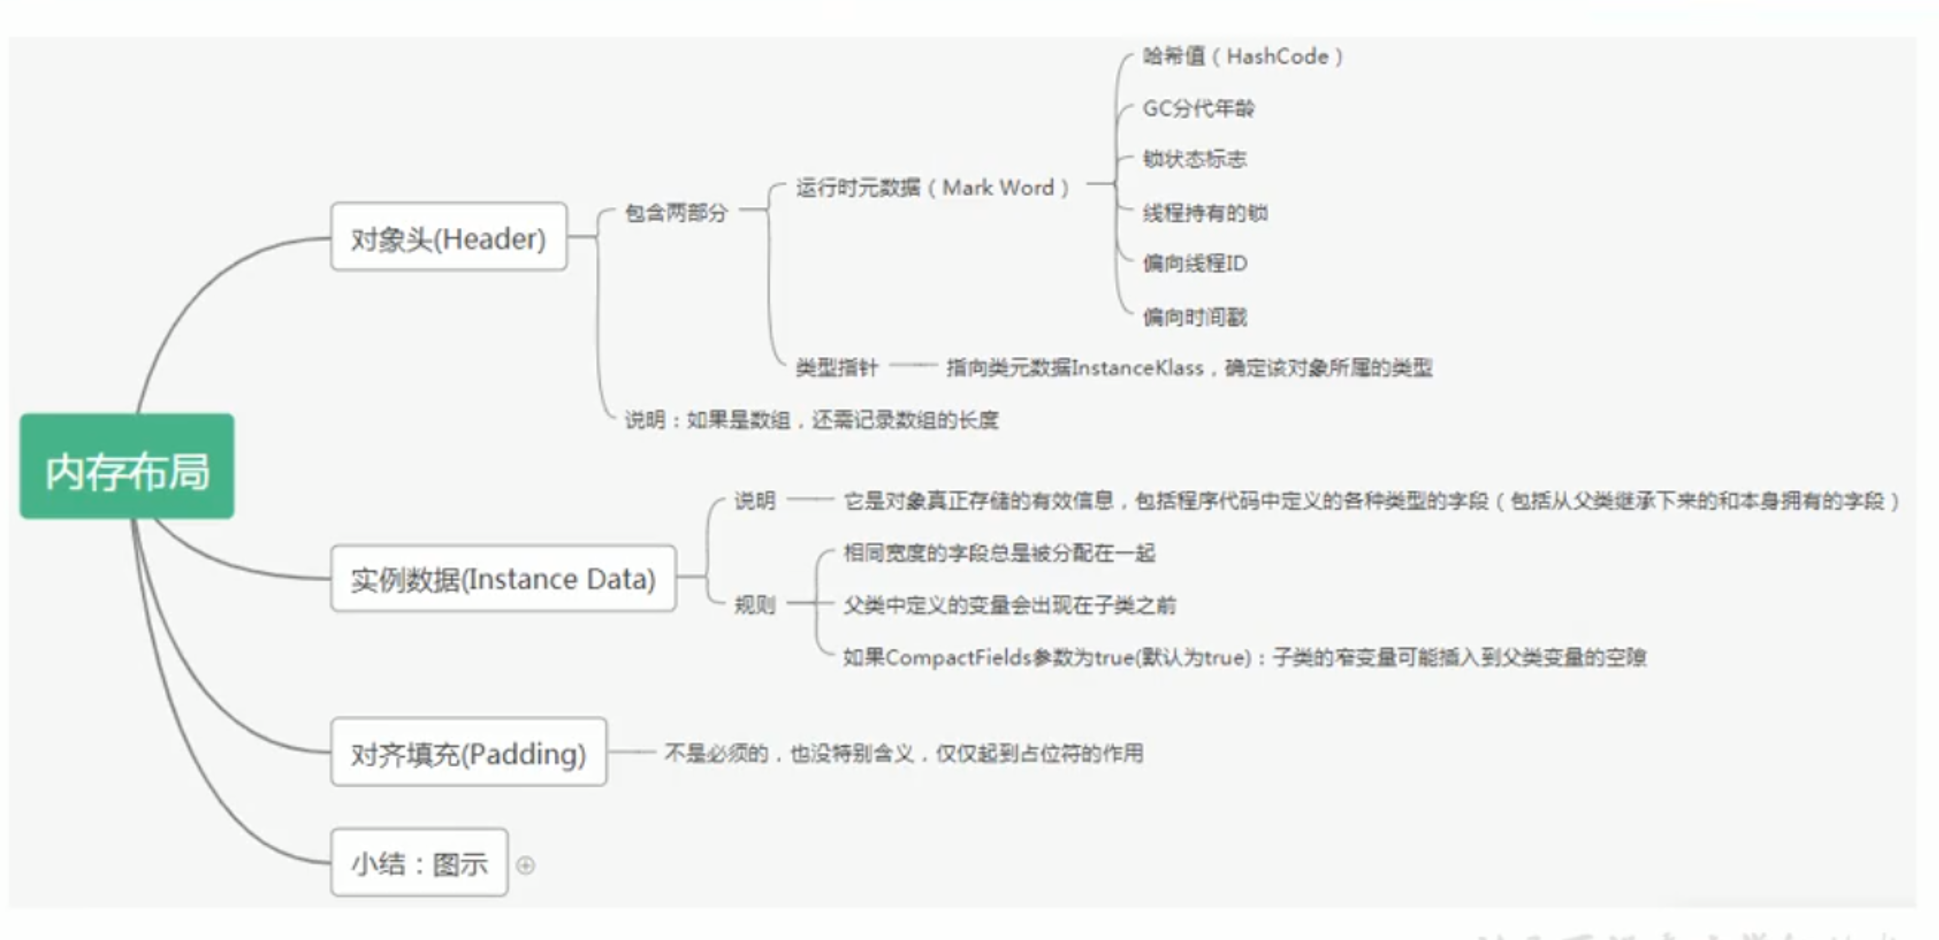 内存布局
对象头(Header)
包含两部分
运行时元数据（Mark Word）
哈希值（HashCode）
GC分代年龄
锁状态标志
线程持有的锁
偏向线程ID
偏向时间戳
类型指针
指向类元数据InstanceKlass，确定该对象所属的类型
说明：如果是数组，还需记录数组的长度
实例数据(Instance Data)
说明
它是对象真正存储的有效信息，包括程序代码中定义的各种类型的字段（包括从父类继承下来的和本身拥有的字段）
规则
相同宽度的字段总是被分配在一起
父类中定义的变量会出现在子类之前
如果CompactFields参数为true(默认为true)：子类的窄变量可能插入到父类变量的空隙
对齐填充(Padding)
不是必须的，也没特别含义，仅仅起到占位符的作用
小结：图示